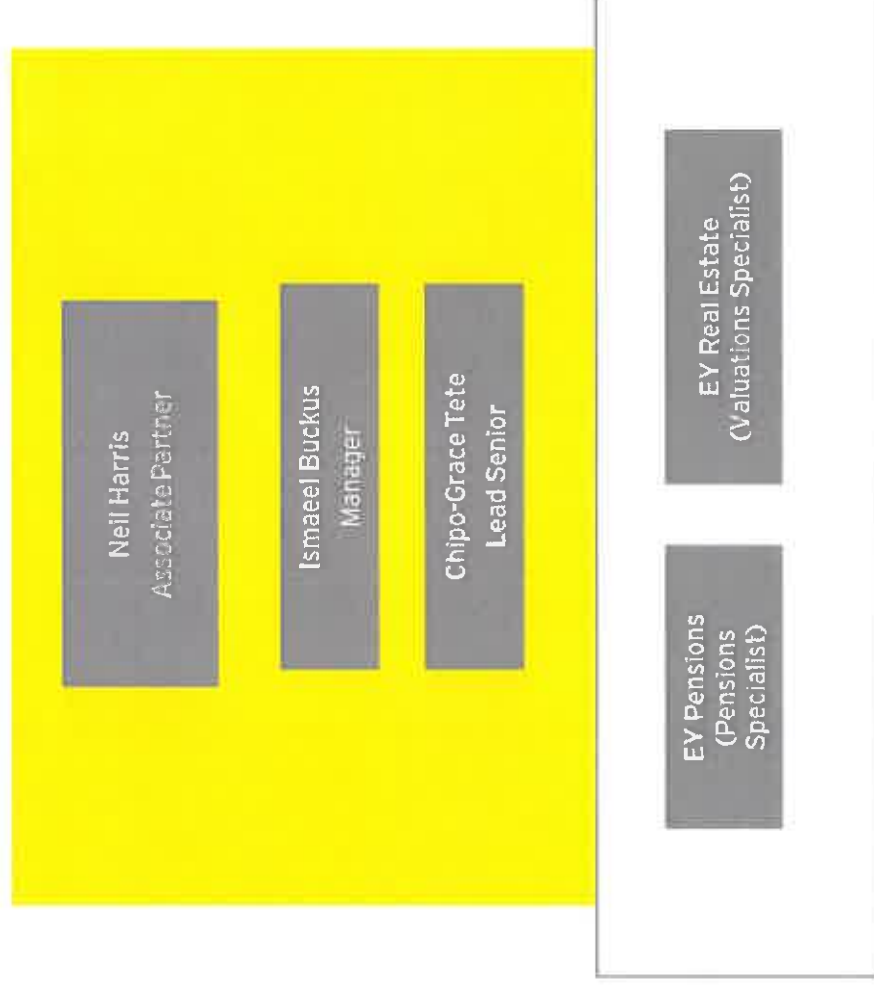 Neil Harris
Associate Partner
Ismaeel Buckus
Manager
Chipo-Grace Tete
Lead Senior
EY Pensions
(Pensions
Specialist)
EY Real Estate
(Valuations Specialist)